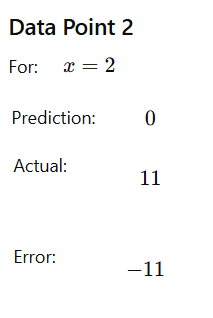 Data Point 2
For: x = 2
Prediction: 0
Actual: 11
Error: −11